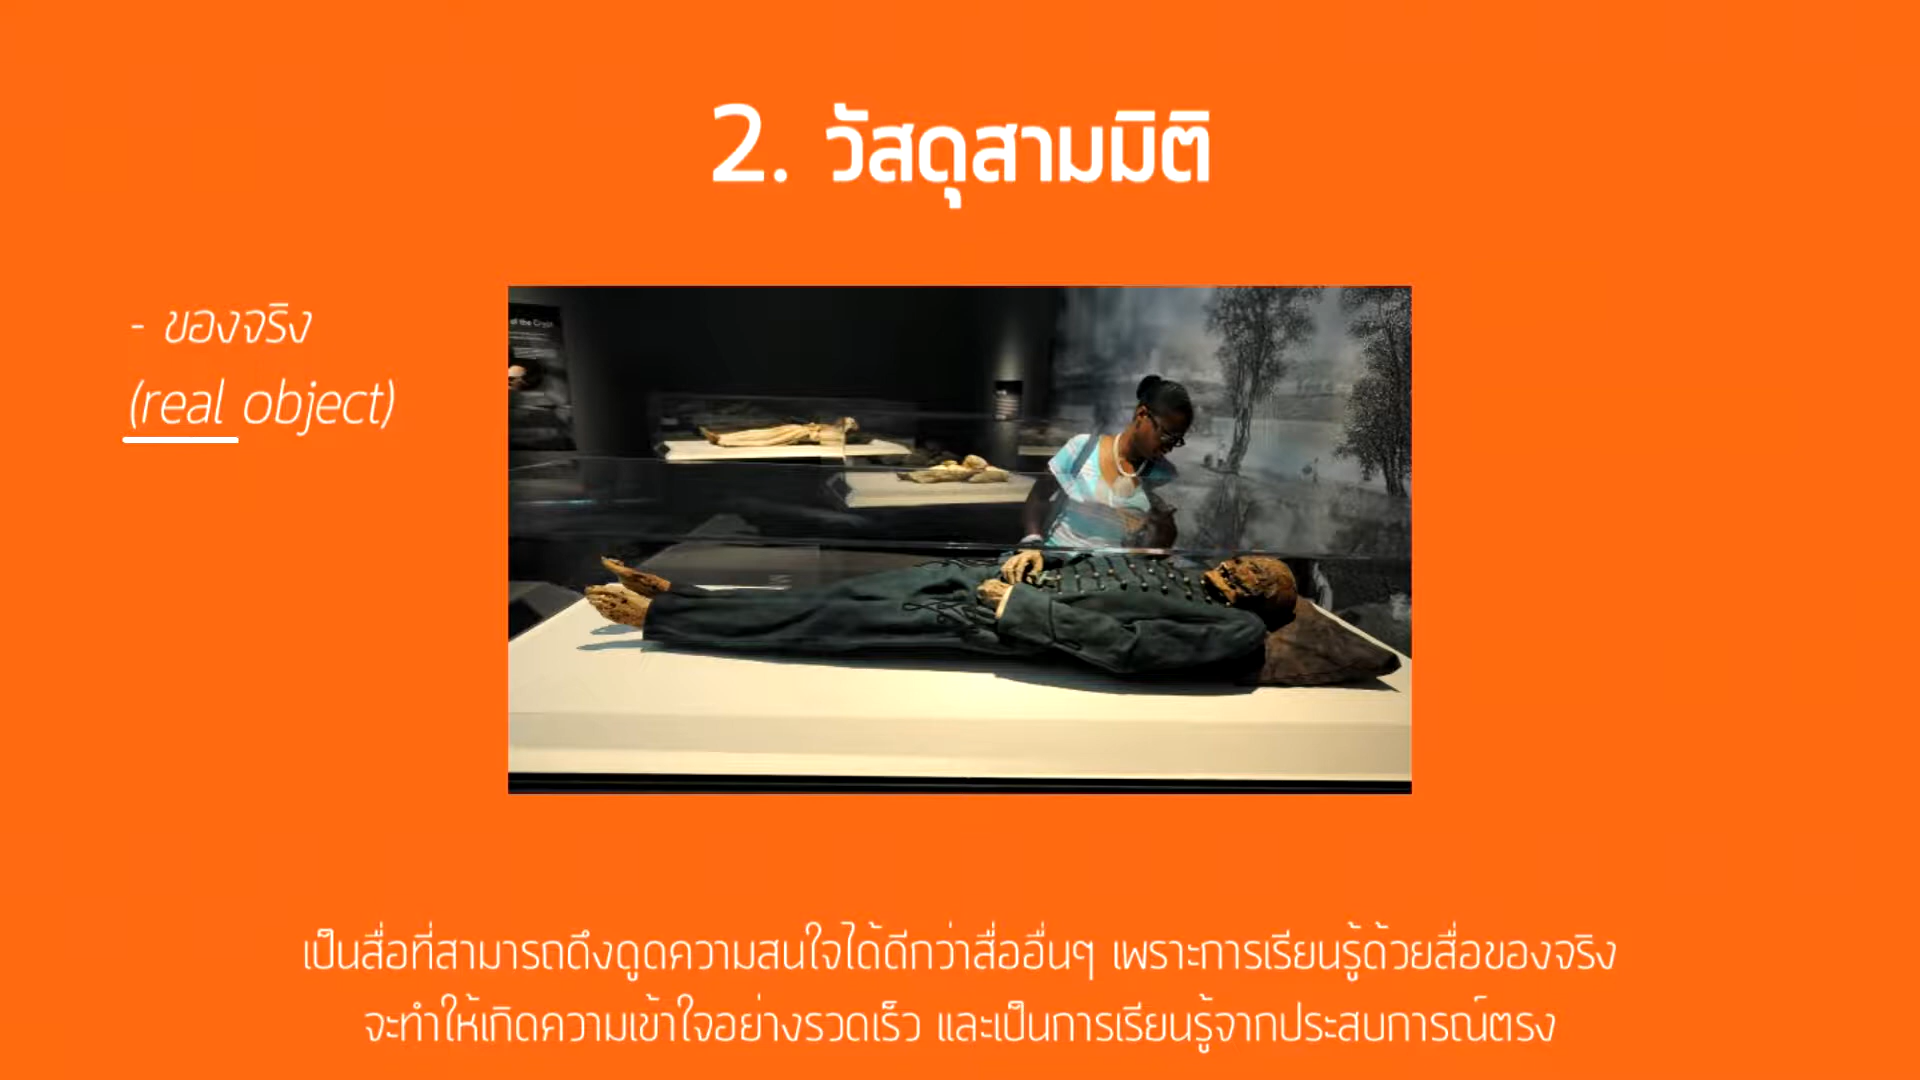 2. วัสดุสามมิติ
- ของจริง
(real object)
of the Crypt
เป็นสื่อที่สามารถดึงดูดความสนใจได้ดีกว่าสื่ออื่นๆ เพราะการเรียนรู้ด้วยสื่อของจริง
จะทำให้เกิดความเข้าใจอย่างรวดเร็ว และเป็นการเรียนรู้จากประสบการณ์ตรง